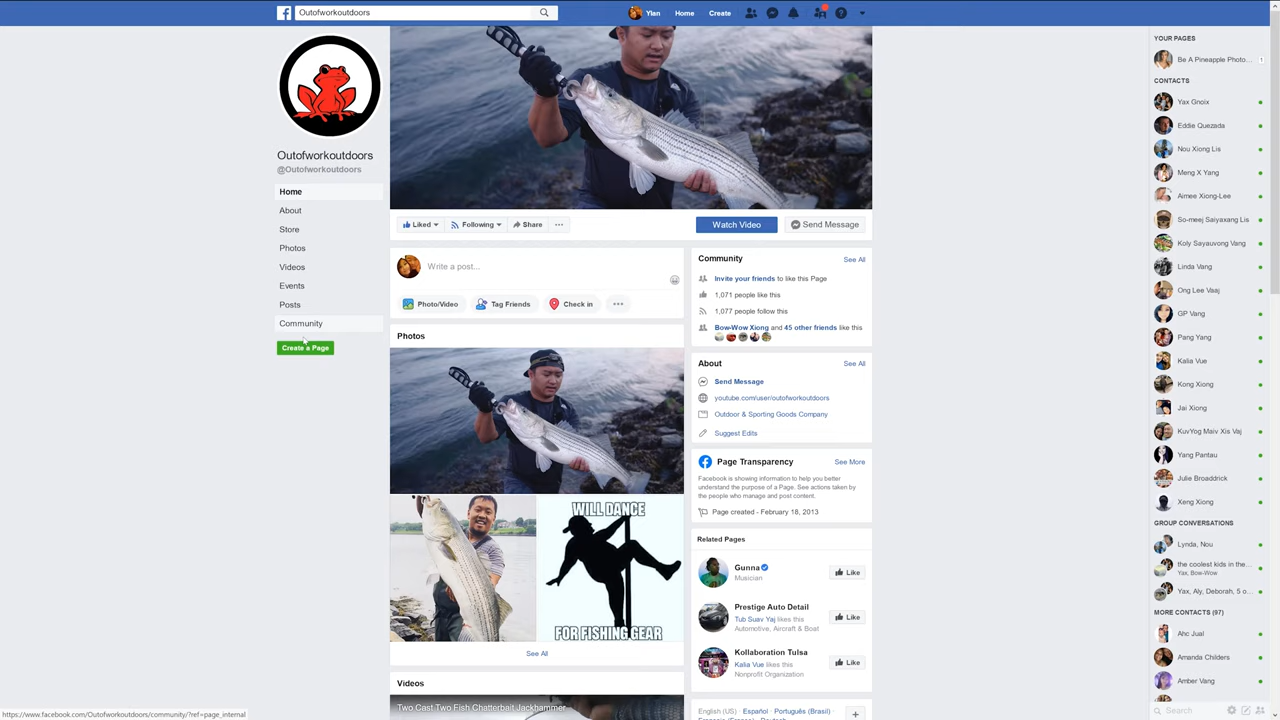 Outofworkoutdoors
Ylan
Home
Create
Outofworkoutdoors
@Outofworkoutdoors
Home
About
Store
Photos
Videos
Events
Posts
Community
Create a Page
Liked
Following
Share
Watch Video
Send Message
Write a post...
Photo/Video
Tag Friends
Check in
Photos
WILL DANCE
FOR FISHING GEAR
See All
Videos
Two Cast Two Fish Chatterbait Jackhammer
Community
See All
Invite your friends to like this Page
1,071 people like this
1,077 people follow this
Bow-Wow Xiong and 45 other friends like this
About
See All
Send Message
youtube.com/user/outofworkoutdoors
Outdoor & Sporting Goods Company
Suggest Edits
Page Transparency
See More
Facebook is showing information to help you better
understand the purpose of a Page. See actions taken by
the people who manage and post content.
Page created - February 18, 2013
Related Pages
Gunna
Musician
Like
Prestige Auto Detail
Tub Suav Yaj likes this
Automotive, Aircraft & Boat
Like
Kollaboration Tulsa
Kalia Vue likes this
Nonprofit Organization
Like
English (US) · Español · Português (Brasil) ·
YOUR PAGES
Be A Pineapple Photo...
1
CONTACTS
Yax Gnoix
Eddie Quezada
Nou Xiong Lis
Meng X Yang
Aimee Xiong-Lee
So-meej Saiyaxang Lis
Koly Sayauvong Vang
Linda Vang
Ong Lee Vaaj
GP Vang
Pang Yang
Kalia Vue
Kong Xiong
Jai Xiong
KuvYog Maiv Xis Vaj
Yang Pantau
Julie Broaddrick
Xeng Xiong
GROUP CONVERSATIONS
Lynda, Nou
the coolest kids in the...
Yax, Bow-Wow
Yax, Aly, Deborah, 5 o...
MORE CONTACTS (97)
Ahc Jual
Amanda Childers
Amber Vang
Search
https://www.facebook.com/Outofworkoutdoors/community/?ref=page_internal